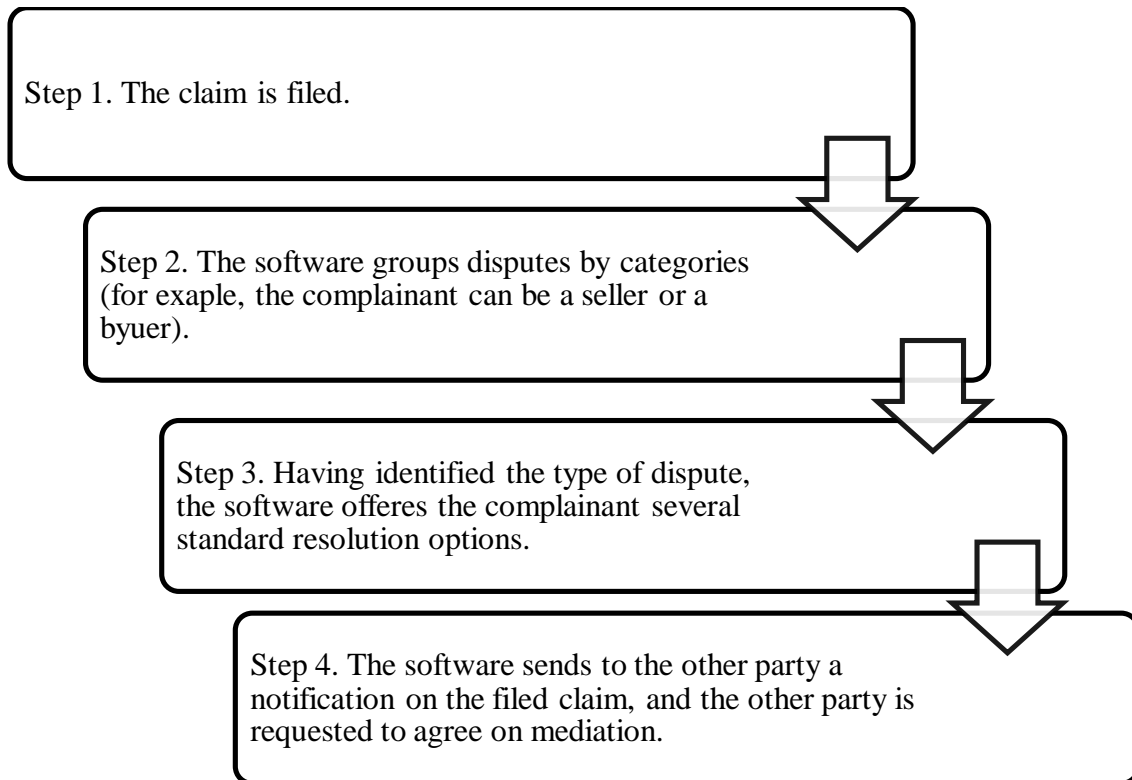 Step 1. The claim is filed.
Step 2. The software groups disputes by categories
(for exaple, the complainant can be a seller or a
byuer).
Step 3. Having identified the type of dispute,
the software offeres the complainant several
standard resolution options.
Step 4. The software sends to the other party a
notification on the filed claim, and the other party is
requested to agree on mediation.